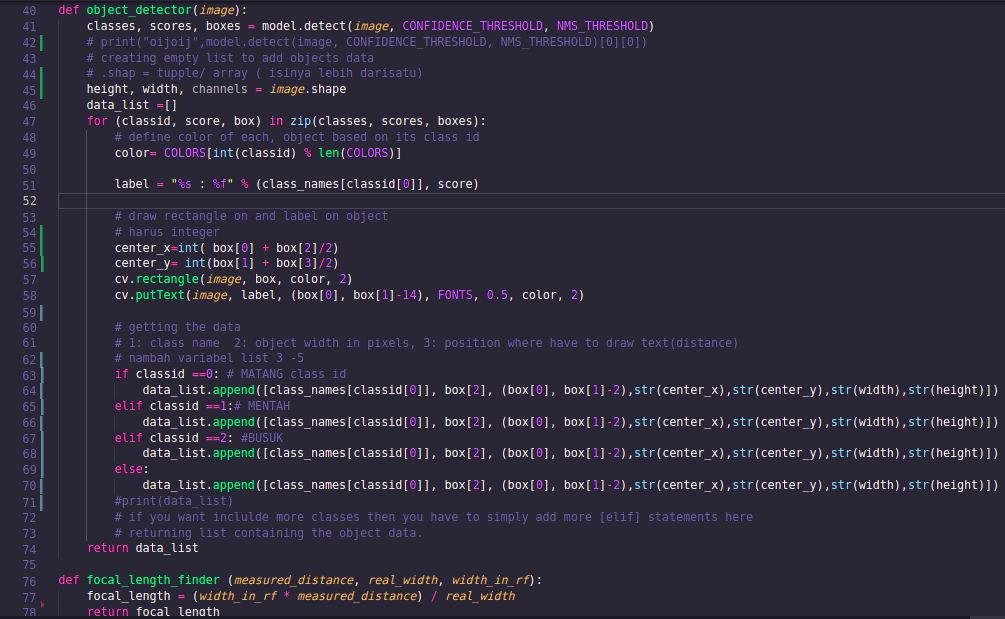 40 def object_detector(image):
41 classes, scores, boxes = model.detect(image, CONFIDENCE_THRESHOLD, NMS_THRESHOLD)
42 # print("oijoij",model.detect(image, CONFIDENCE_THRESHOLD, NMS_THRESHOLD)[0][0])
43 # creating empty list to add objects data
44 # .shap = tupple/ array ( isinya lebih darisatu)
45 height, width, channels = image.shape
46 data_list =[]
47 for (classid, score, box) in zip(classes, scores, boxes):
48 # define color of each, object based on its class id
49 color= COLORS[int(classid) % len(COLORS)]
50
51 label = "%s : %f" % (class_names[classid[0]], score)
52
53 # draw rectangle on and label on object
54 # harus integer
55 center_x=int( box[0] + box[2]/2)
56 center_y= int(box[1] + box[3]/2)
57 cv.rectangle(image, box, color, 2)
58 cv.putText(image, label, (box[0], box[1]-14), FONTS, 0.5, color, 2)
59
60 # getting the data
61 # 1: class name  2: object width in pixels, 3: position where have to draw text(distance)
62 # nambah variabel list 3 -5
63 if classid ==0: # MATANG class id
64 data_list.append([class_names[classid[0]], box[2], (box[0], box[1]-2),str(center_x),str(center_y),str(width),str(height)])
65 elif classid ==1:# MENTAH
66 data_list.append([class_names[classid[0]], box[2], (box[0], box[1]-2),str(center_x),str(center_y),str(width),str(height)])
67 elif classid ==2: #BUSUK
68 data_list.append([class_names[classid[0]], box[2], (box[0], box[1]-2),str(center_x),str(center_y),str(width),str(height)])
69 else:
70 data_list.append([class_names[classid[0]], box[2], (box[0], box[1]-2),str(center_x),str(center_y),str(width),str(height)])
71 #print(data_list)
72 # if you want inclulde more classes then you have to simply add more [elif] statements here
73 # returning list containing the object data.
74 return data_list
75
76 def focal_length_finder (measured_distance, real_width, width_in_rf):
77 focal_length = (width_in_rf * measured_distance) / real_width
78 return focal_length